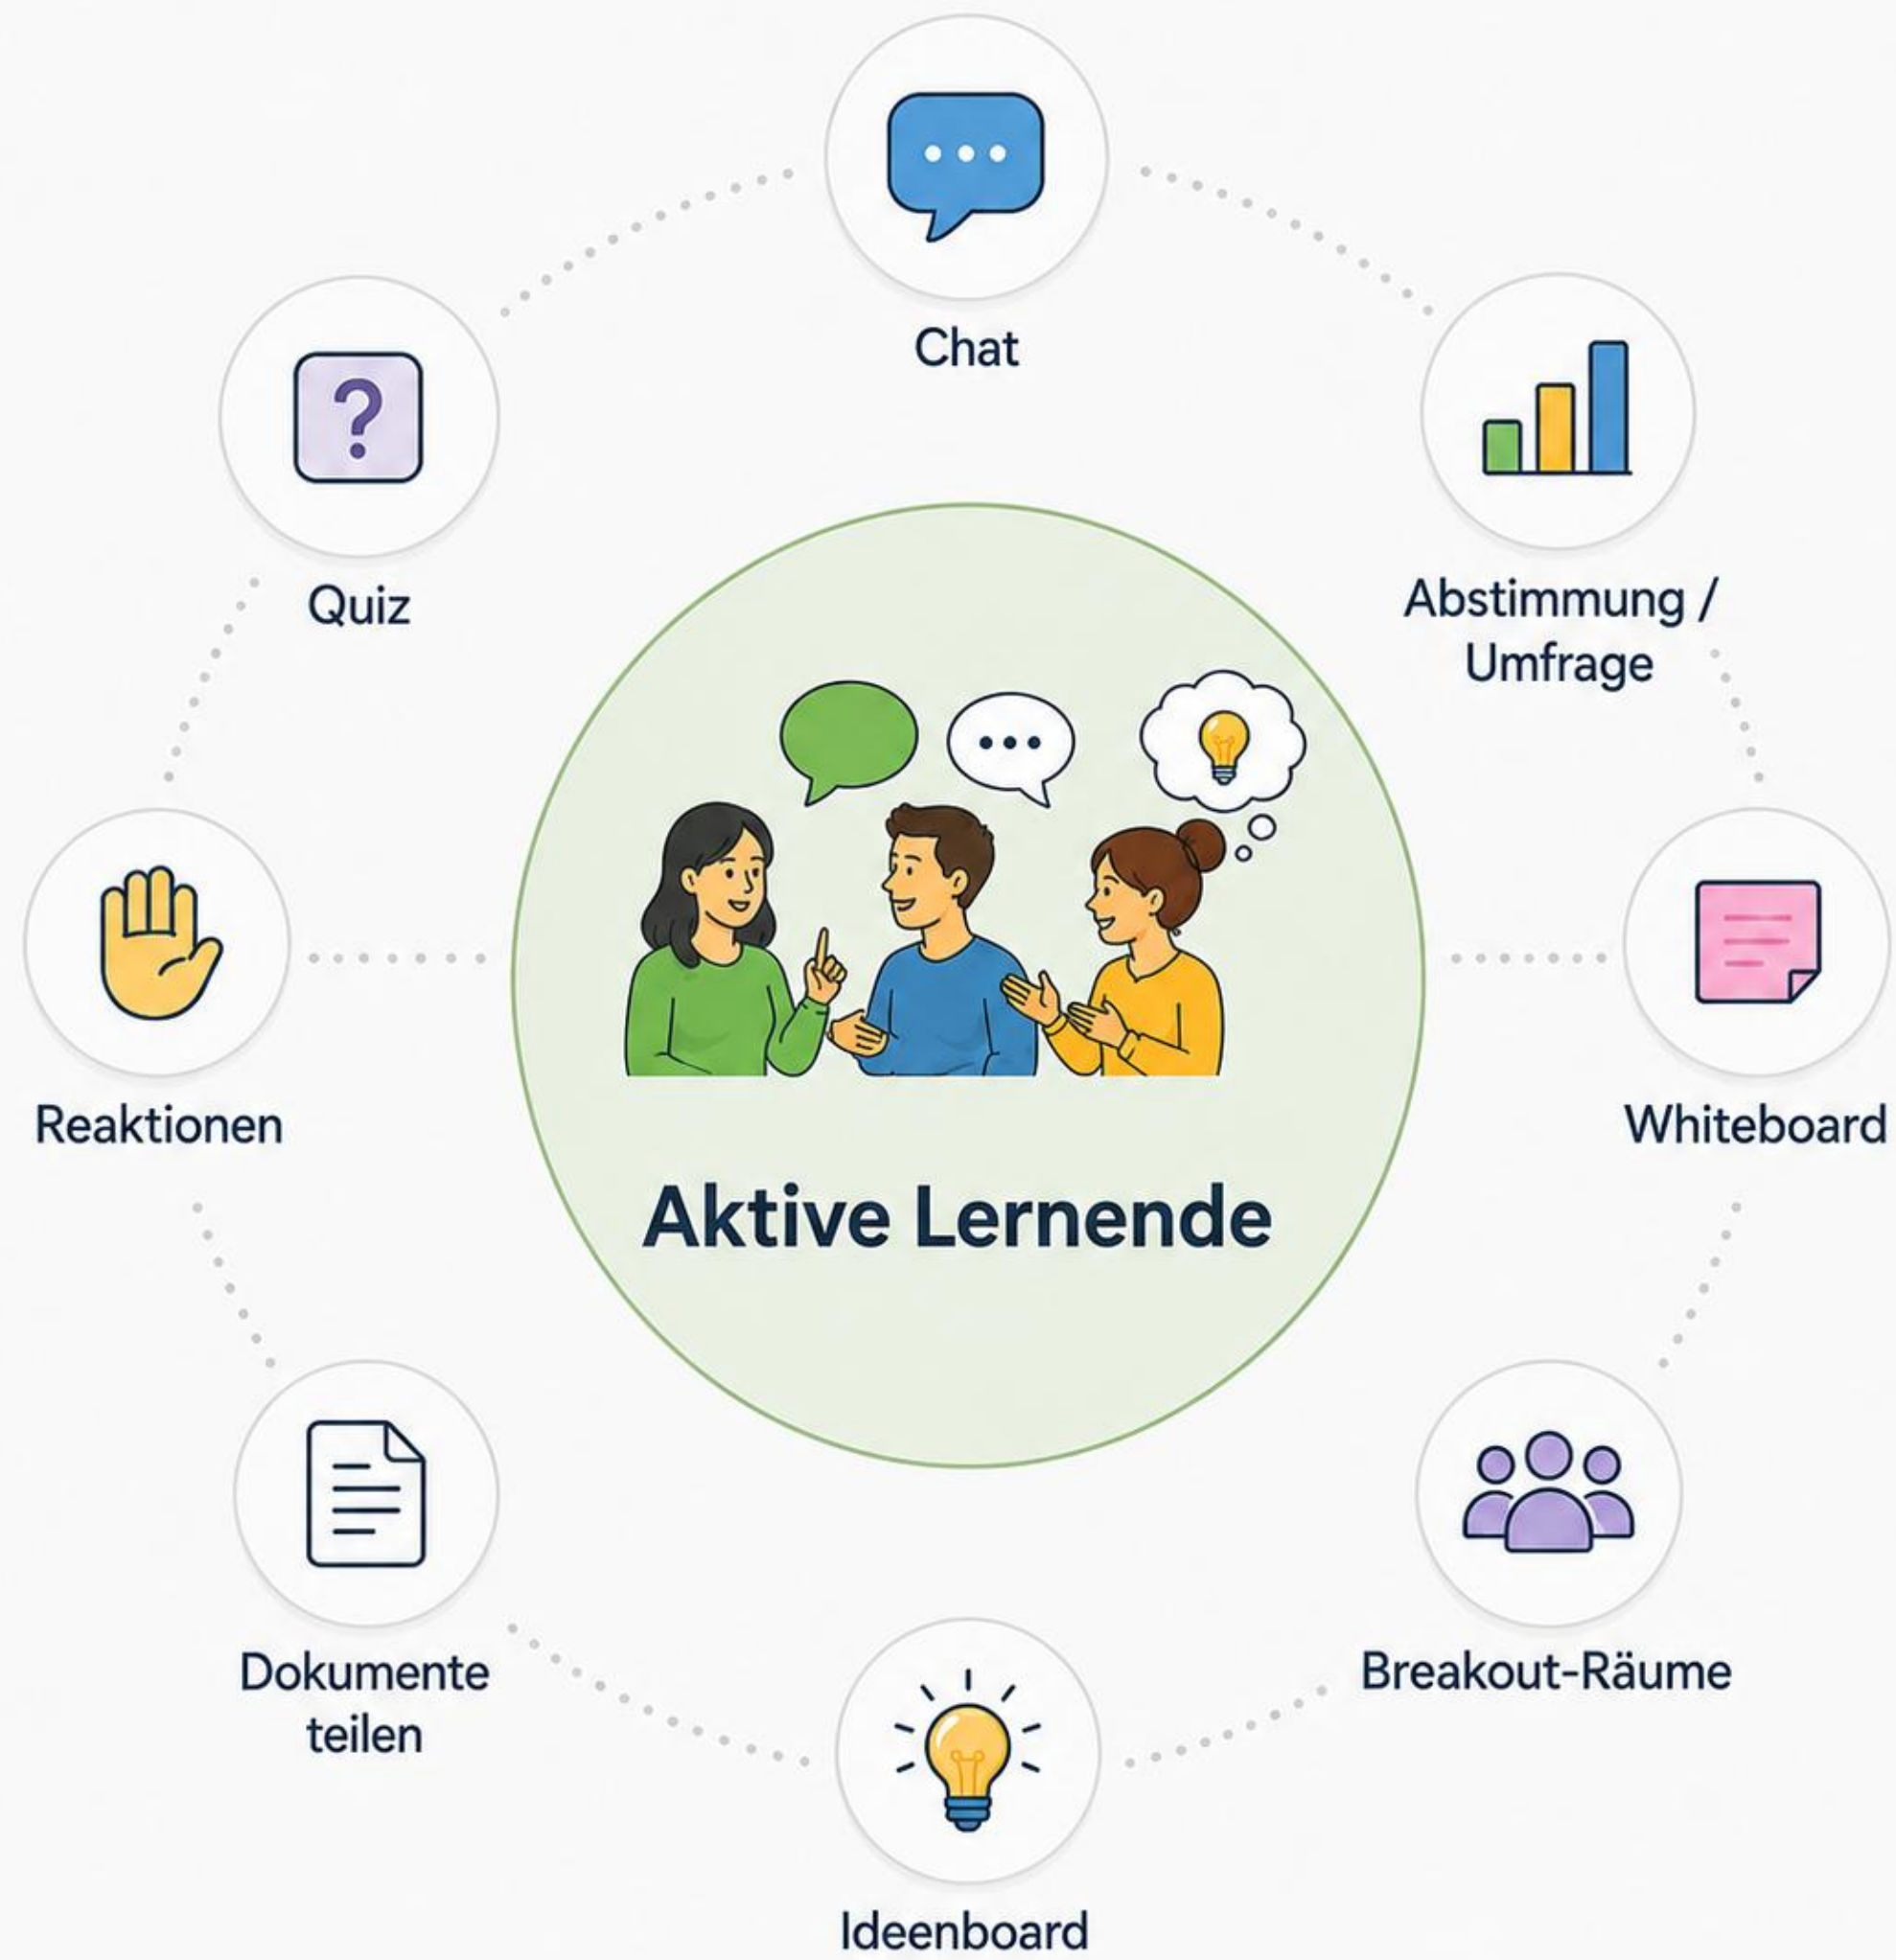 Chat
Abstimmung /
Umfrage
Quiz
Whiteboard
Reaktionen
Aktive Lernende
Breakout-Räume
Dokumente
teilen
Ideenboard
?